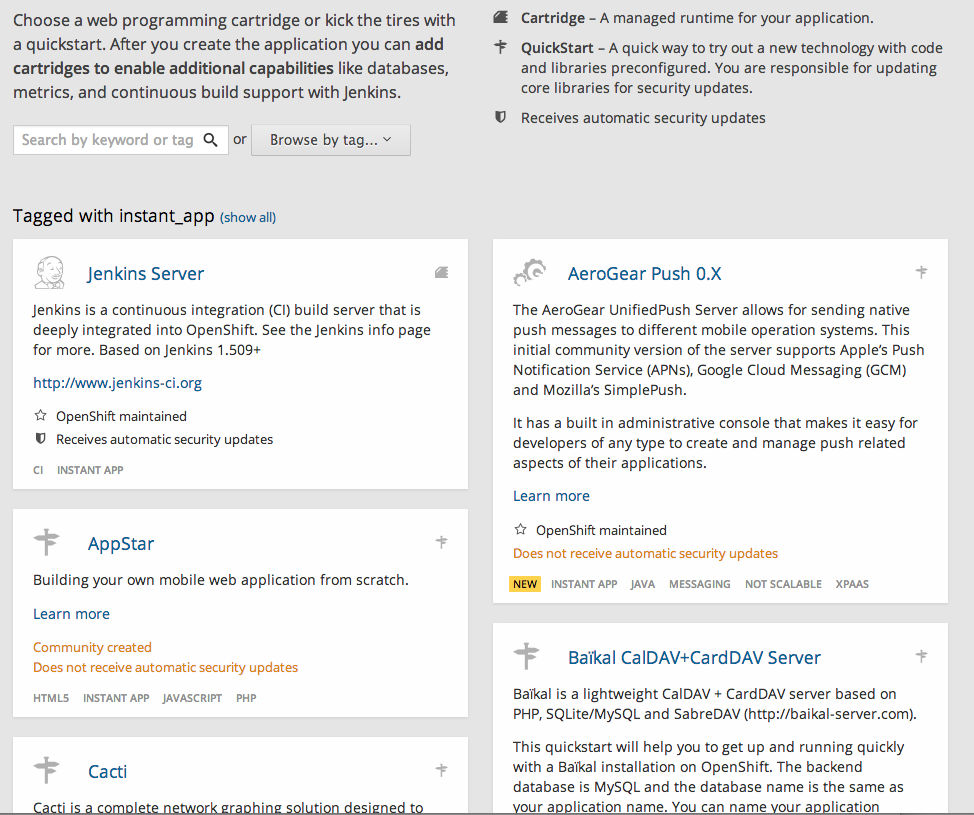 Choose a web programming cartridge or kick the tires with
a quickstart. After you create the application you can add
cartridges to enable additional capabilities like databases,
metrics, and continuous build support with Jenkins.
Cartridge – A managed runtime for your application.
QuickStart – A quick way to try out a new technology with code
and libraries preconfigured. You are responsible for updating
core libraries for security updates.
Receives automatic security updates
Search by keyword or tag or Browse by tag...
Tagged with instant_app (show all)
Jenkins Server
Jenkins is a continuous integration (CI) build server that is
deeply integrated into OpenShift. See the Jenkins info page
for more. Based on Jenkins 1.509+
http://www.jenkins-ci.org
OpenShift maintained
Receives automatic security updates
CI INSTANT APP
AppStar
Building your own mobile web application from scratch.
Learn more
Community created
Does not receive automatic security updates
HTML5 INSTANT APP JAVASCRIPT PHP
Cacti
Cacti is a complete network graphing solution designed to
AeroGear Push 0.X
The AeroGear UnifiedPush Server allows for sending native
push messages to different mobile operation systems. This
initial community version of the server supports Apple's Push
Notification Service (APNs), Google Cloud Messaging (GCM)
and Mozilla's SimplePush.
It has a built in administrative console that makes it easy for
developers of any type to create and manage push related
aspects of their applications.
Learn more
OpenShift maintained
Does not receive automatic security updates
NEW INSTANT APP JAVA MESSAGING NOT SCALABLE XPAAS
Baïkal CalDAV+CardDAV Server
Baïkal is a lightweight CalDAV + CardDAV server based on
PHP, SQLite/MySQL and SabreDAV (http://baikal-server.com).
This quickstart will help you to get up and running quickly
with a Baïkal installation on OpenShift. The backend
database is MySQL and the database name is the same as
your application name. You can name your application